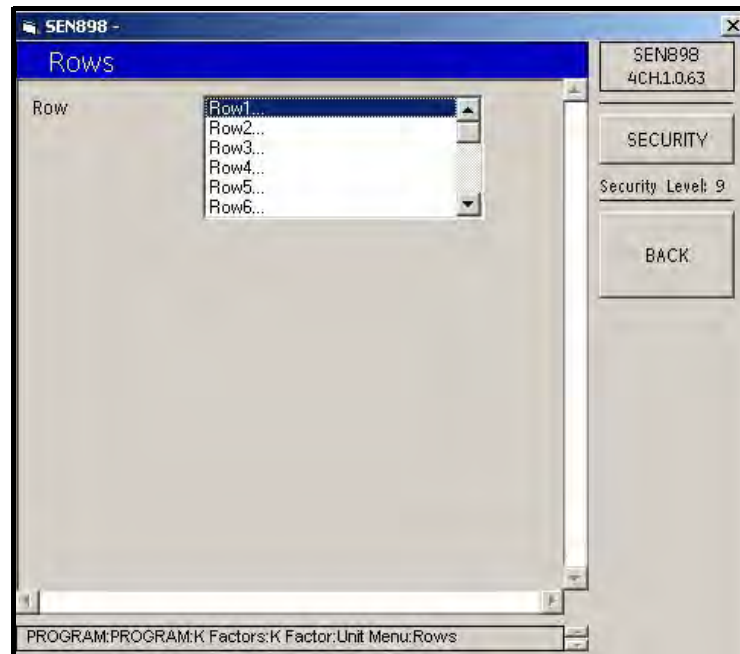 SEN898 -
Rows
SEN898
4CH.1.0.63
Row
Row1...
Row2...
Row3...
Row4...
Row5...
Row6...
SECURITY
Security Level: 9
BACK
PROGRAM:PROGRAM:K Factors:K Factor:Unit Menu:Rows